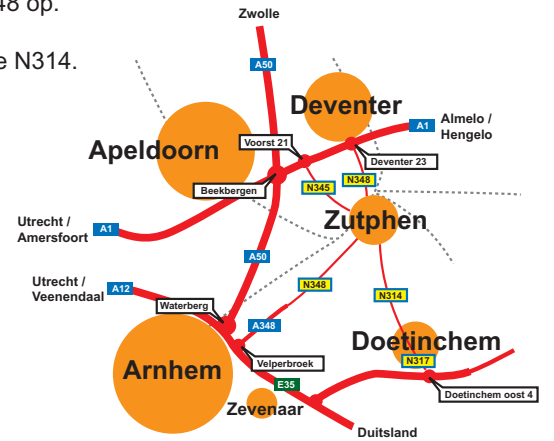 48 op.
e N314.
Zwolle
A50
Deventer
A1
Almelo /
Hengelo
Voorst 21
Apeldoorn
Deventer 23
Beekbergen
N345
N348
Zutphen
Utrecht /
Amersfoort
A1
A50
Utrecht /
Veenendaal
A12
N348
N314
Waterberg
A348
Doetinchem
Velperbroek
N317
Arnhem
E35
Doetinchem oost 4
Zevenaar
Duitsland